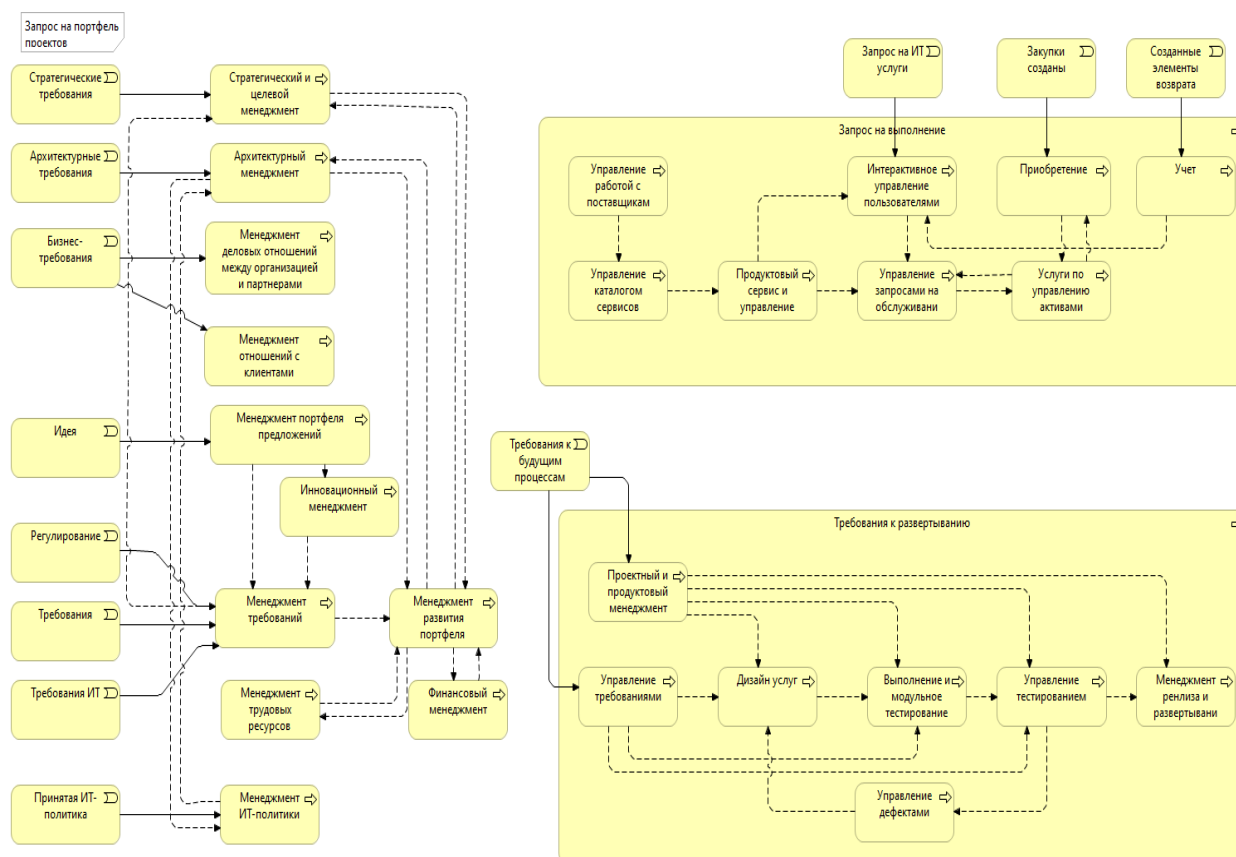 Запрос на портфель
проектов
Стратегические
требования
Стратегический и
целевой
менеджмент
Архитектурные
требования
Архитектурный
менеджмент
Бизнес-
требования
Менеджмент
деловых отношений
между организацией
и партнерами
Менеджмент
отношений с
клиентами
Идея
Менеджмент портфеля
предложений
Инновационный
менеджмент
Регулирование
Требования
Менеджмент
требований
Менеджмент
развития
портфеля
Требования ИТ
Менеджмент
трудовых
ресурсов
Финансовый
менеджмент
Принятая ИТ-
политика
Менеджмент
ИТ-политики
Запрос на ИТ
услуги
Закупки
созданы
Созданные
элементы
возврата
Запрос на выполнение
Управление
работой с
поставщикам
Интерактивное
управление
пользователями
Приобретение
Учет
Управление
каталогом
сервисов
Продуктовый
сервис и
управление
Управление
запросами на
обслуживани
Услуги по
управлению
активами
Требования к
будущим
процессам
Требования к развертыванию
Проектный и
продуктовый
менеджмент
Управление
требованиями
Дизайн услуг
Выполнение и
модульное
тестирование
Управление
тестированием
Менеджмент
ренлиза и
развертывани
Управление
дефектами